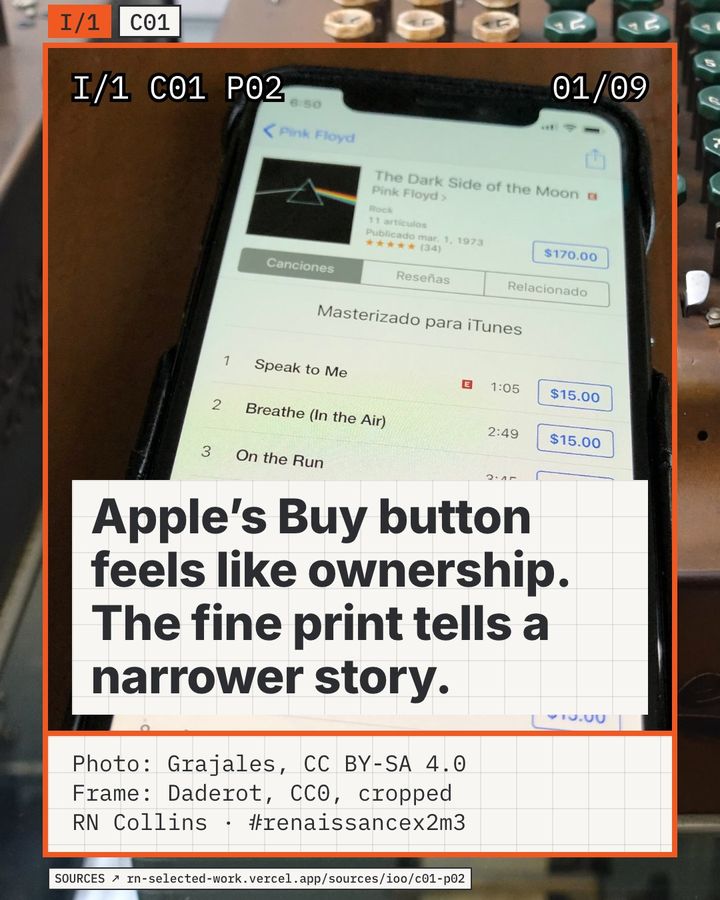 I/1 C01
I/1 C01 P02 01/09
6:50
Pink Floyd
The Dark Side of the Moon E
Pink Floyd >
Rock
11 artículos
Publicado mar. 1, 1973
★★★★★ (34)
$170.00
Canciones Reseñas Relacionado
Masterizado para iTunes
1 Speak to Me E 1:05 $15.00
2 Breathe (In the Air) 2:49 $15.00
3 On the Run 3:45
Apple’s Buy button
feels like ownership.
The fine print tells a
narrower story.
$15.00
Photo: Grajales, CC BY-SA 4.0
Frame: Daderot, CC0, cropped
RN Collins · #renaissancex2m3
SOURCES ↗ rn-selected-work.vercel.app/sources/ioo/c01-p02